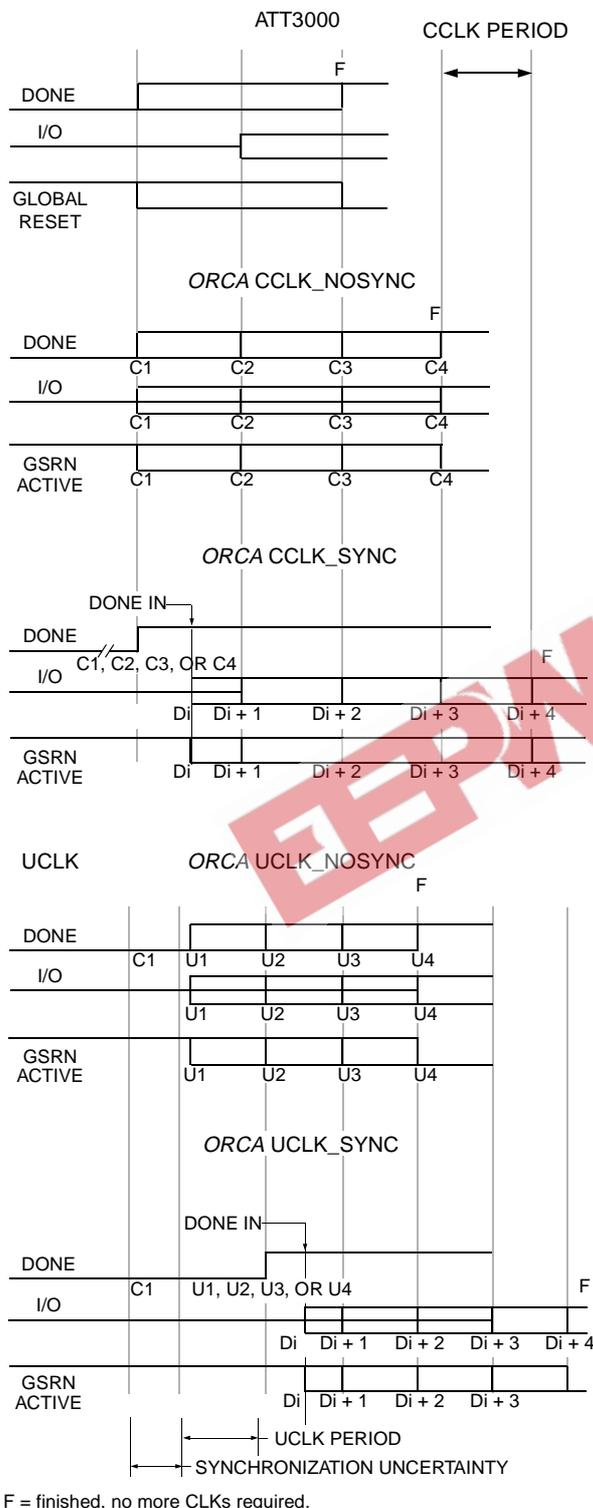 ATT3000
CCLK PERIOD
F
DONE
I/O
GLOBAL
RESET
ORCA CCLK_NOSYNC
F
DONE
C1 C2 C3 C4
I/O
C1 C2 C3 C4
GSRN
ACTIVE
C1 C2 C3 C4
ORCA CCLK_SYNC
DONE IN
DONE
C1, C2, C3, OR C4
F
I/O
Di Di + 1 Di + 2 Di + 3 Di + 4
GSRN
ACTIVE
Di Di + 1 Di + 2 Di + 3 Di + 4
UCLK
ORCA UCLK_NOSYNC
F
DONE
C1 U1 U2 U3 U4
I/O
U1 U2 U3 U4
GSRN
ACTIVE
U1 U2 U3 U4
ORCA UCLK_SYNC
DONE IN
DONE
C1 U1, U2, U3, OR U4
F
I/O
Di Di + 1 Di + 2 Di + 3 Di + 4
GSRN
ACTIVE
Di Di + 1 Di + 2 Di + 3
UCLK PERIOD
SYNCHRONIZATION UNCERTAINTY
F = finished, no more CLKs required.